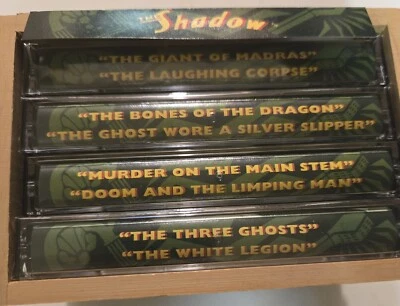 THE Shadow
"THE GIANT OF MADRAS"
"THE LAUGHING CORPSE"
"THE BONES OF THE DRAGON"
"THE GHOST WORE A SILVER SLIPPER"
"MURDER ON THE MAIN STEM"
"DOOM AND THE LIMPING MAN"
"THE THREE GHOSTS"
"THE WHITE LEGION"